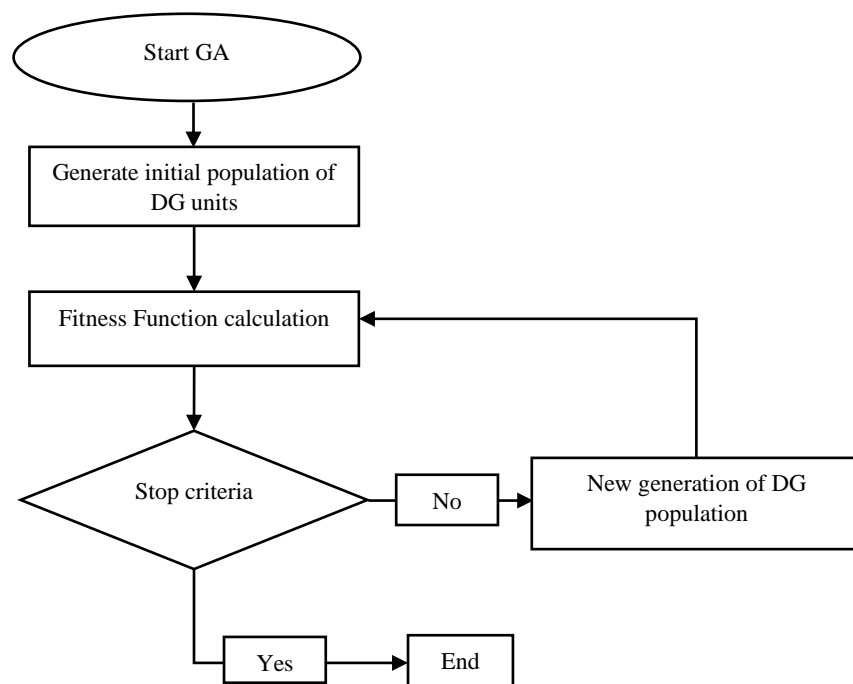 Start GA
Generate initial population of
DG units
Fitness Function calculation
Stop criteria
No
New generation of DG
population
Yes
End